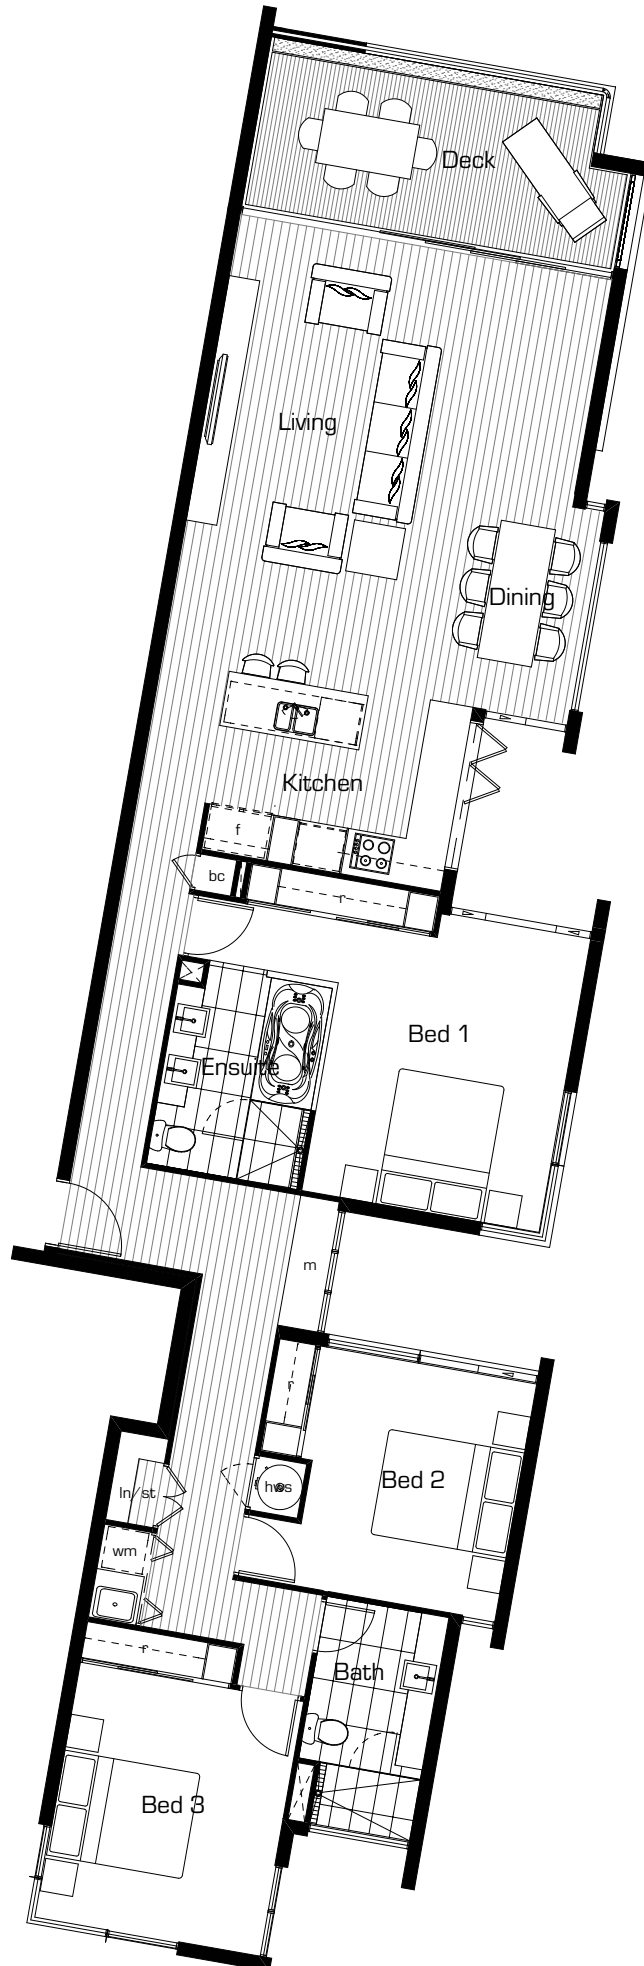 Deck
Living
Dining
Kitchen
f
bc
r
Bed 1
Ensuite
m
r
Bed 2
hws
ln/st
wm
r
Bath
Bed 3